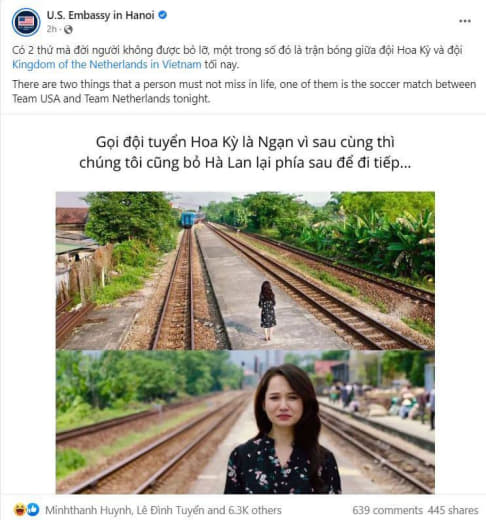 U.S. Embassy in Hanoi
2h
Có 2 thứ mà đời người không được bỏ lỡ, một trong số đó là trận bóng giữa đội Hoa Kỳ và đội
Kingdom of the Netherlands in Vietnam tối nay.
There are two things that a person must not miss in life, one of them is the soccer match between
Team USA and Team Netherlands tonight.
Gọi đội tuyển Hoa Kỳ là Ngạn vì sau cùng thì
chúng tôi cũng bỏ Hà Lan lại phía sau để đi tiếp...
Minhthanh Huynh, Lê Đình Tuyển and 6.3K others
639 comments 445 shares